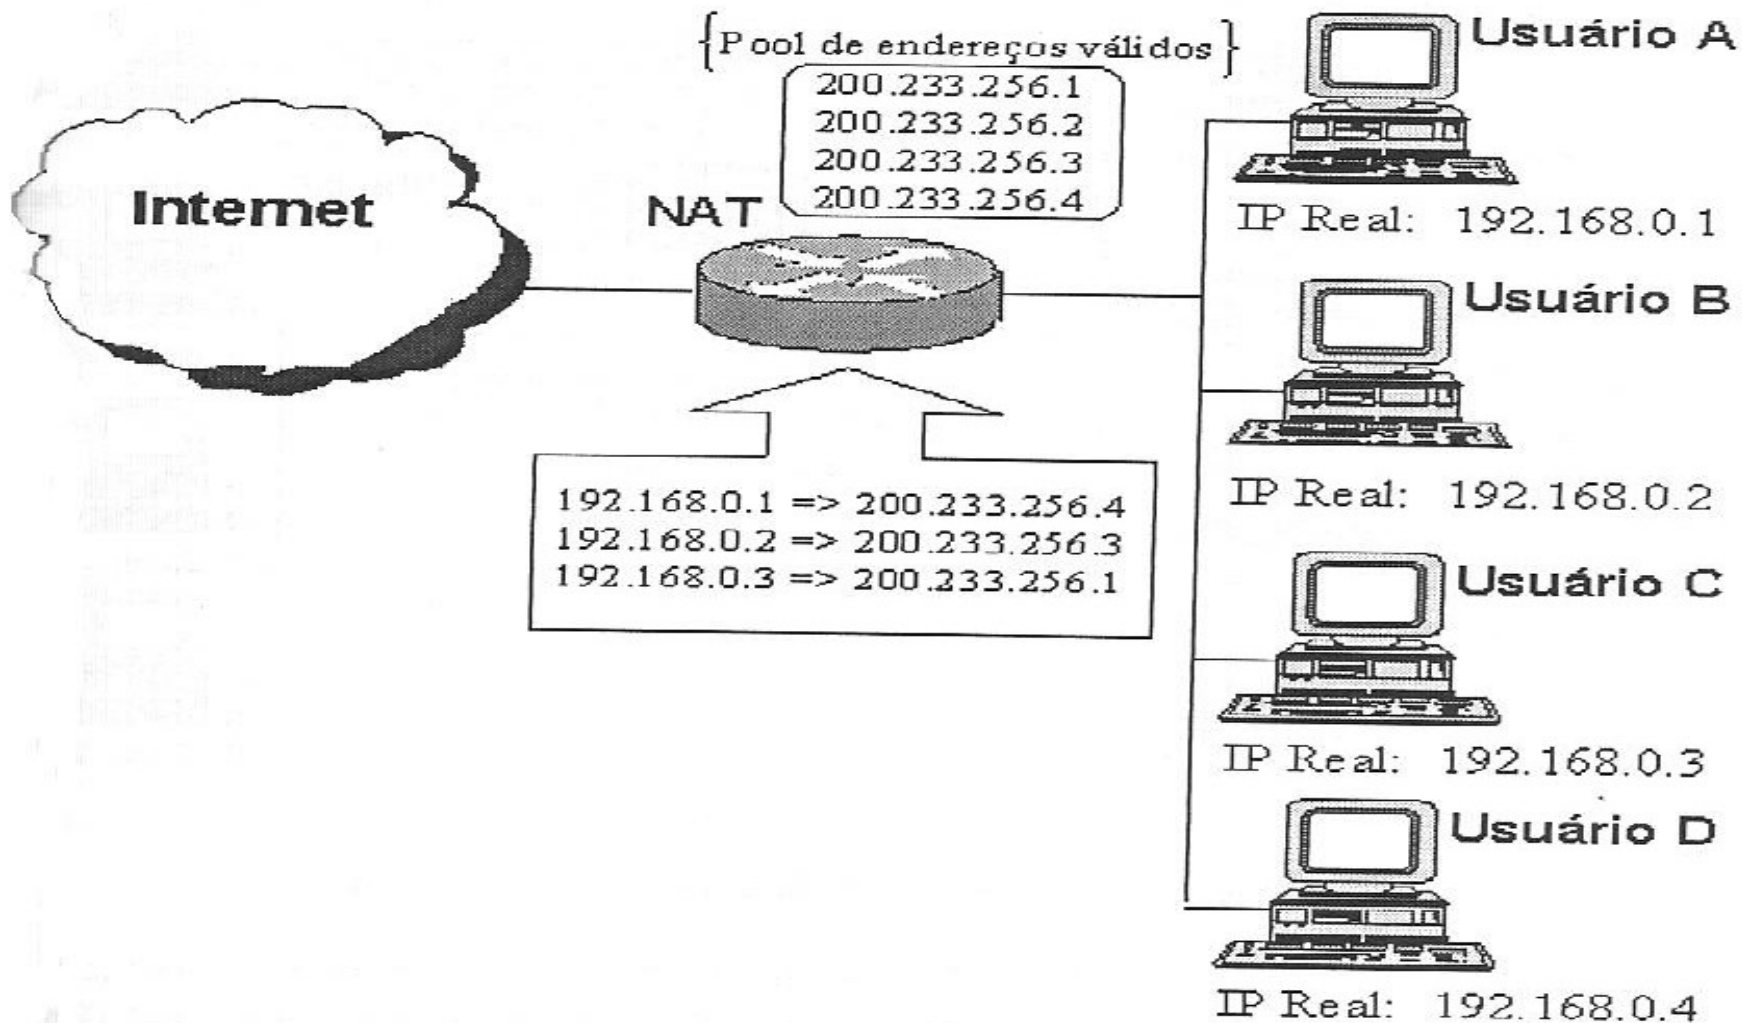 {Pool de endereços válidos}
200.233.256.1
200.233.256.2
200.233.256.3
200.233.256.4
Internet
NAT
192.168.0.1 => 200.233.256.4
192.168.0.2 => 200.233.256.3
192.168.0.3 => 200.233.256.1
Usuário A
IP Real: 192.168.0.1
Usuário B
IP Real: 192.168.0.2
Usuário C
IP Real: 192.168.0.3
Usuário D
IP Real: 192.168.0.4